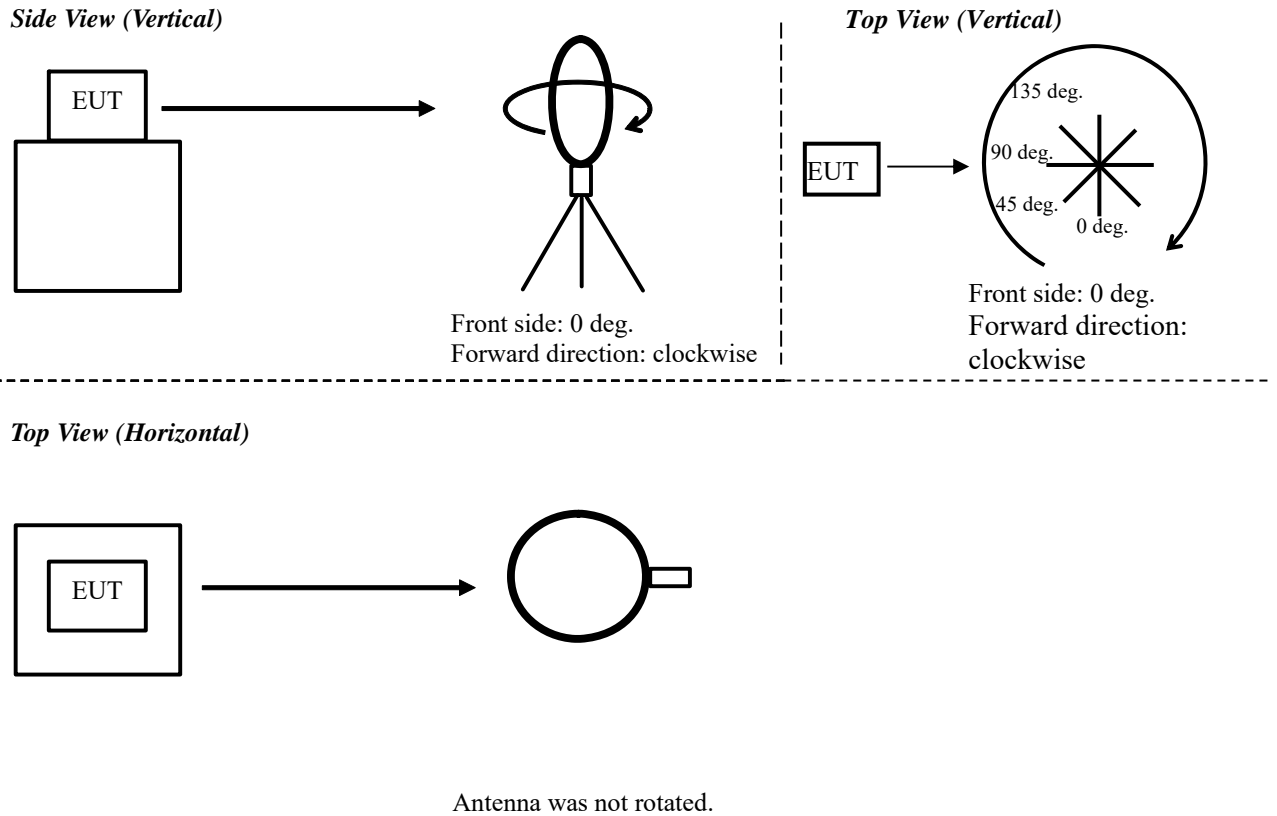 Side View (Vertical)
EUT
Front side: 0 deg.
Forward direction: clockwise
Top View (Vertical)
135 deg.
90 deg.
EUT
45 deg.
0 deg.
Front side: 0 deg.
Forward direction:
clockwise
Top View (Horizontal)
EUT
Antenna was not rotated.